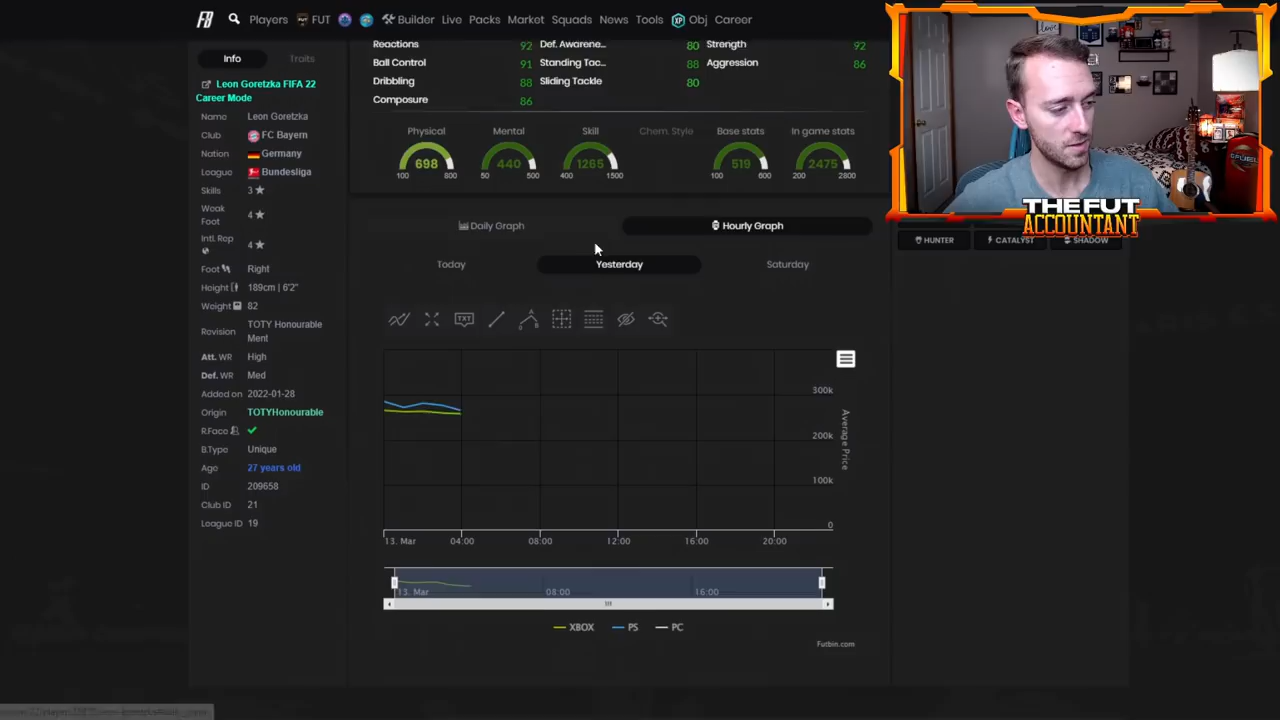 FB Players FUT Builder Live Packs Market Squads News Tools XP Obj Career
Info Traits
Leon Goretzka FIFA 22
Career Mode
Name Leon Goretzka
Club FC Bayern
Nation Germany
League Bundesliga
Skills 3
Weak
Foot 4
Intl. Rep 4
Foot Right
Height 189cm | 6'2"
Weight 82
Revision TOTY Honourable
Ment
Att. WR High
Def. WR Med
Added on 2022-01-28
Origin TOTYHonourable
R.Face
B.Type Unique
Age 27 years old
ID 209658
Club ID 21
League ID 19
Reactions 92 Def. Awarene... 80 Strength 92
Ball Control 91 Standing Tac... 88 Aggression 86
Dribbling 88 Sliding Tackle 80
Composure 86
Physical Mental Skill Chem. Style Base stats In game stats
698 440 1265 519 2475
100 800 50 500 400 1500 100 600 200 2800
Daily Graph Hourly Graph
Today Yesterday Saturday
TXT
300k
200k
100k
0
Average Price
13. Mar 04:00 08:00 12:00 16:00 20:00
13. Mar 08:00 16:00
XBOX PS PC
Futbin.com
THE FUT
ACCOUNTANT
HUNTER CATALYST SHADOW